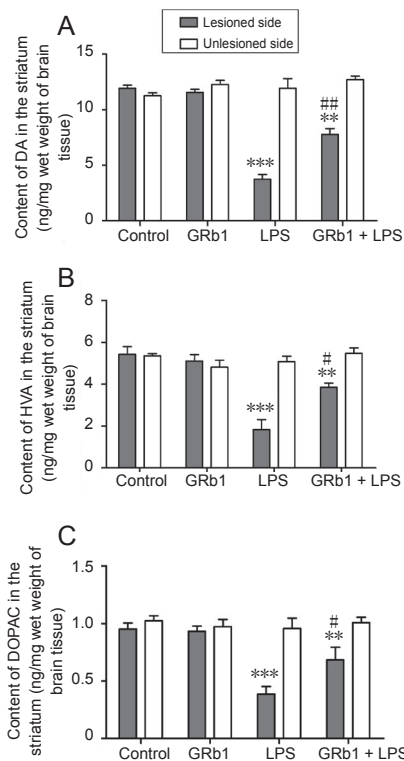 A
Lesioned side
Unlesioned side
Content of DA in the striatum
(ng/mg wet weight of brain
tissue)
15
10
5
0
***
##
**
Control
GRb1
LPS
GRb1 + LPS
B
Content of HVA in the striatum
(ng/mg wet weight of brain
tissue)
8
6
4
2
0
***
#
**
Control
GRb1
LPS
GRb1 + LPS
C
Content of DOPAC in the
striatum (ng/mg wet weight of
brain tissue)
1.5
1.0
0.5
0.0
***
#
**
Control
GRb1
LPS
GRb1 + LPS